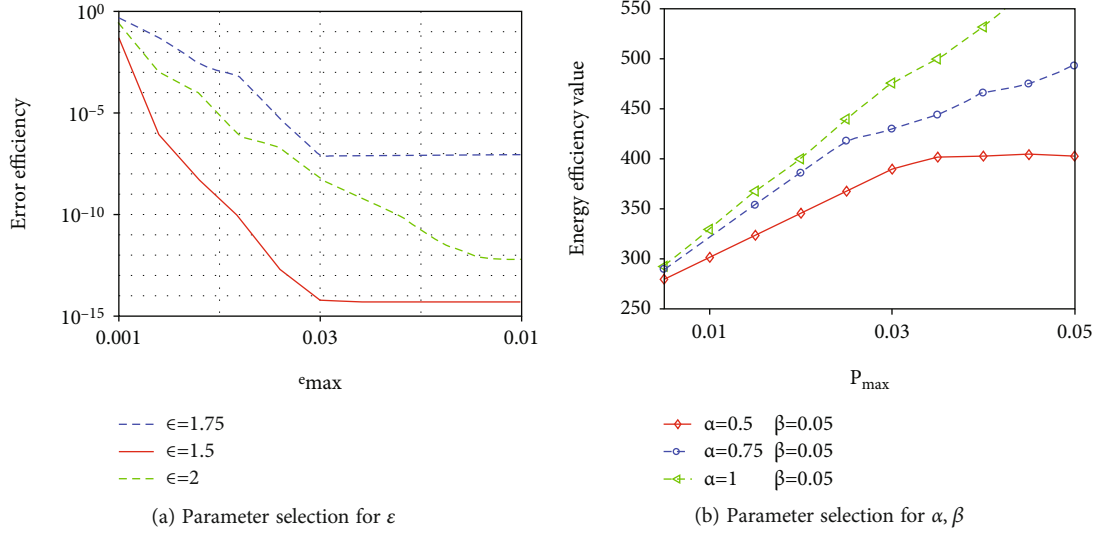 10⁰
10⁻⁵
10⁻¹⁰
10⁻¹⁵
Error efficiency
0.001
0.03
0.01
ᵉmax
ϵ=1.75
ϵ=1.5
ϵ=2
(a) Parameter selection for ε
550
500
450
400
350
300
250
Energy efficiency value
0.01
0.03
0.05
Pₘₐₓ
α=0.5 β=0.05
α=0.75 β=0.05
α=1 β=0.05
(b) Parameter selection for α, β